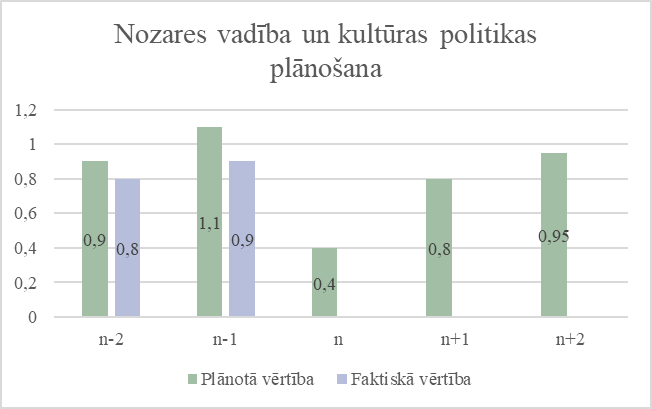 Nozares vadība un kultūras politikas
plānošana
1,2
1
0,8
0,6
0,4
0,2
0
0,9
0,8
1,1
0,9
0,4
0,8
0,95
n-2
n-1
n
n+1
n+2
Plānotā vērtība
Faktiskā vērtība